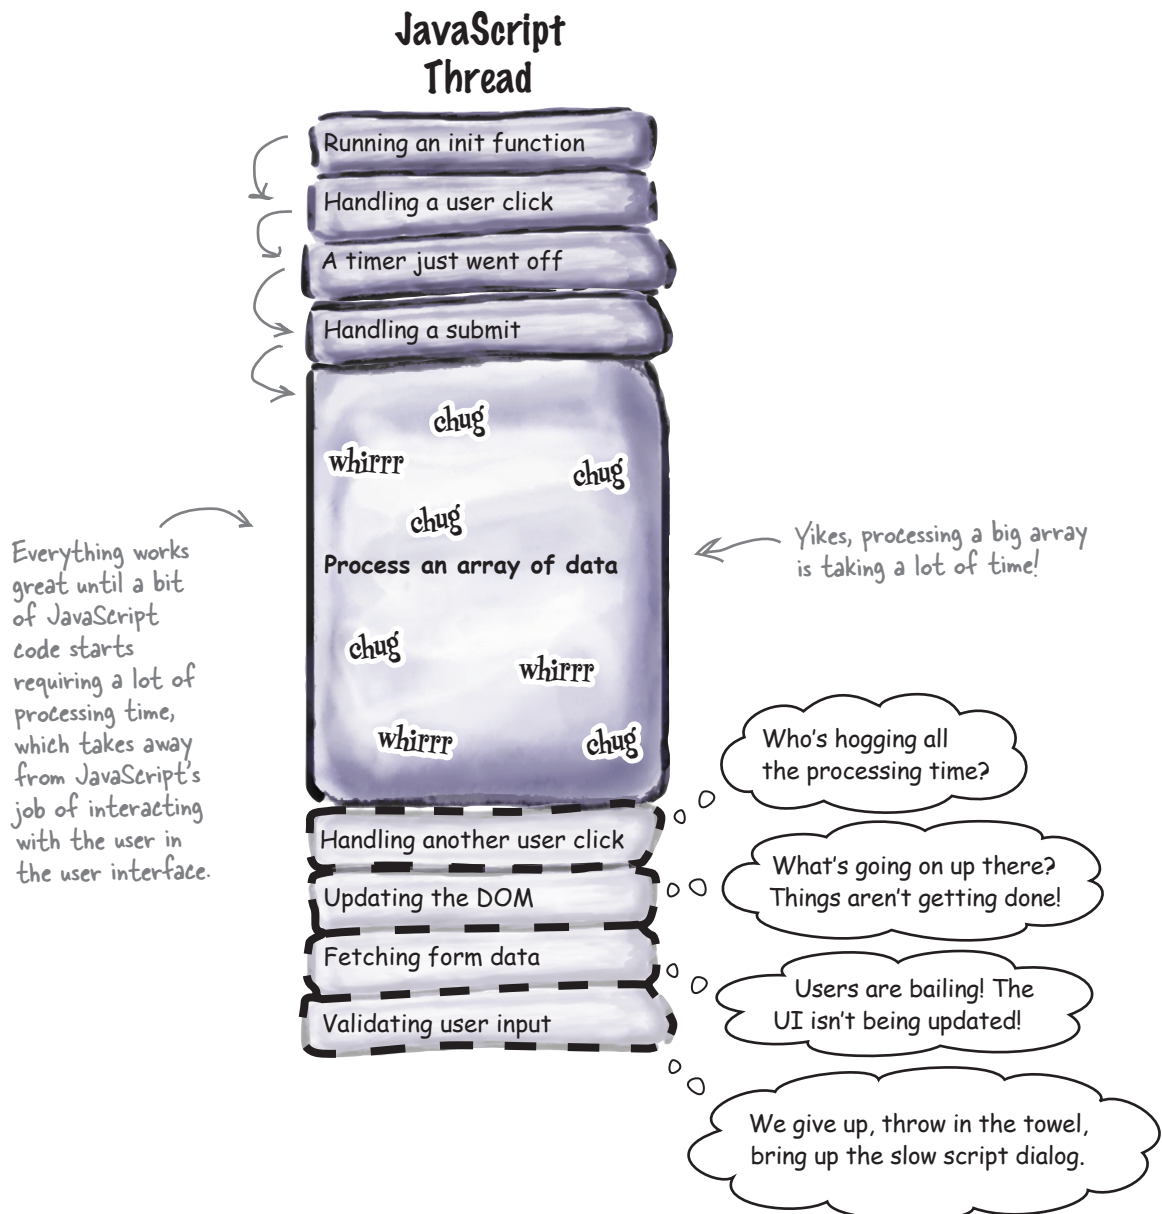 JavaScript
Thread
Running an init function
Handling a user click
A timer just went off
Handling a submit
chug
whirrr
chug
chug
Process an array of data
chug
whirrr
whirrr
chug
Everything works
great until a bit
of JavaScript
code starts
requiring a lot of
processing time,
which takes away
from JavaScript's
job of interacting
with the user in
the user interface.
Yikes, processing a big array
is taking a lot of time!
Handling another user click
Updating the DOM
Fetching form data
Validating user input
Who's hogging all
the processing time?
What's going on up there?
Things aren't getting done!
Users are bailing! The
UI isn't being updated!
We give up, throw in the towel,
bring up the slow script dialog.